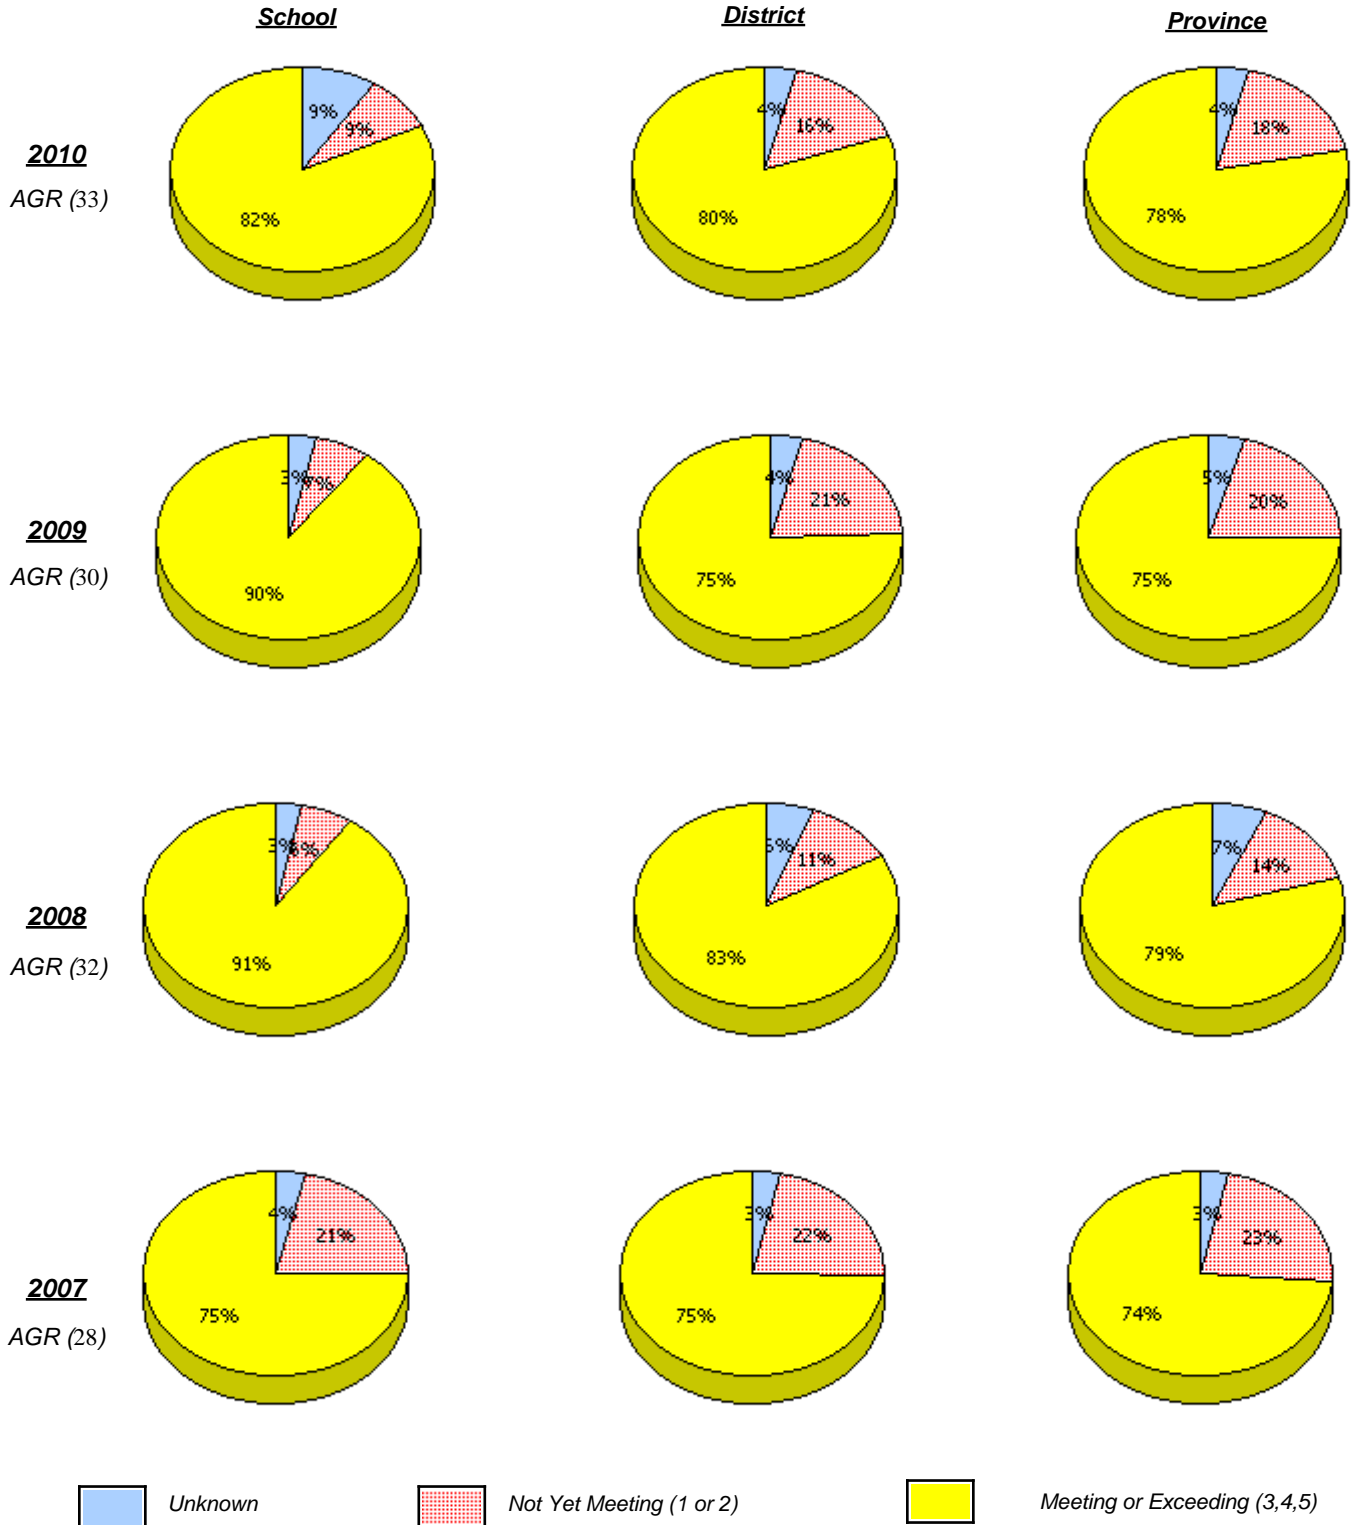 School District Province
2010
AGR (33)
9% 9% 82%
4% 16% 80%
4% 18% 78%
2009
AGR (30)
3% 7% 90%
4% 21% 75%
5% 20% 75%
2008
AGR (32)
3% 6% 91%
11% 83%
7% 14% 79%
2007
AGR (28)
4% 21% 75%
3% 22% 75%
3% 23% 74%
Unknown Not Yet Meeting (1 or 2) Meeting or Exceeding (3,4,5)